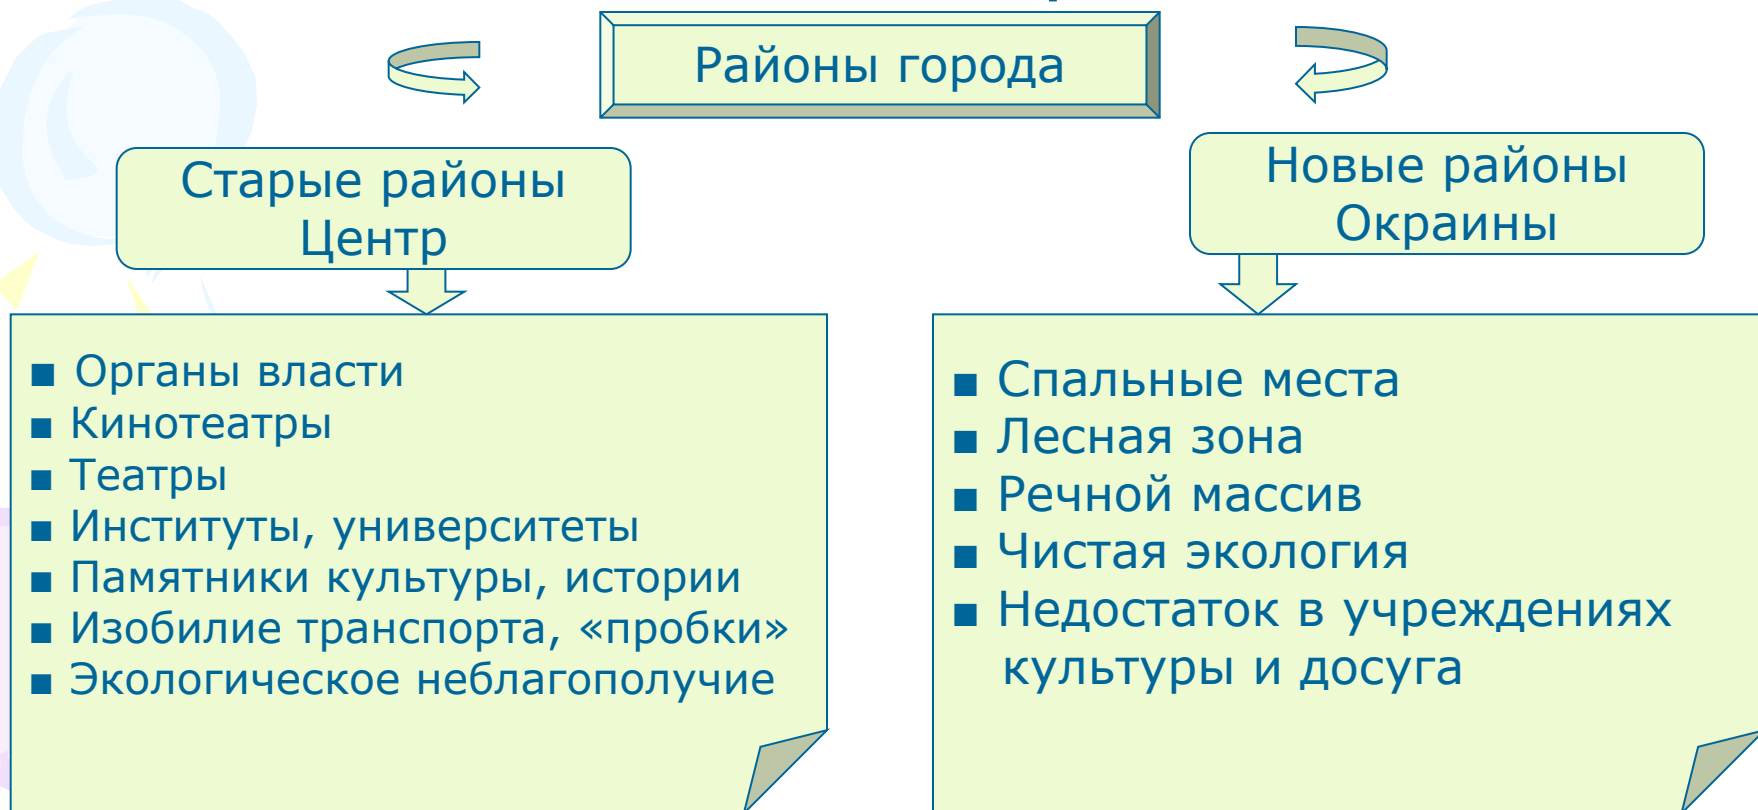 Районы города
Старые районы
Центр
Новые районы
Окраины
■ Органы власти
■ Кинотеатры
■ Театры
■ Институты, университеты
■ Памятники культуры, истории
■ Изобилие транспорта, «пробки»
■ Экологическое неблагополучие
■ Спальные места
■ Лесная зона
■ Речной массив
■ Чистая экология
■ Недостаток в учреждениях
культуры и досуга